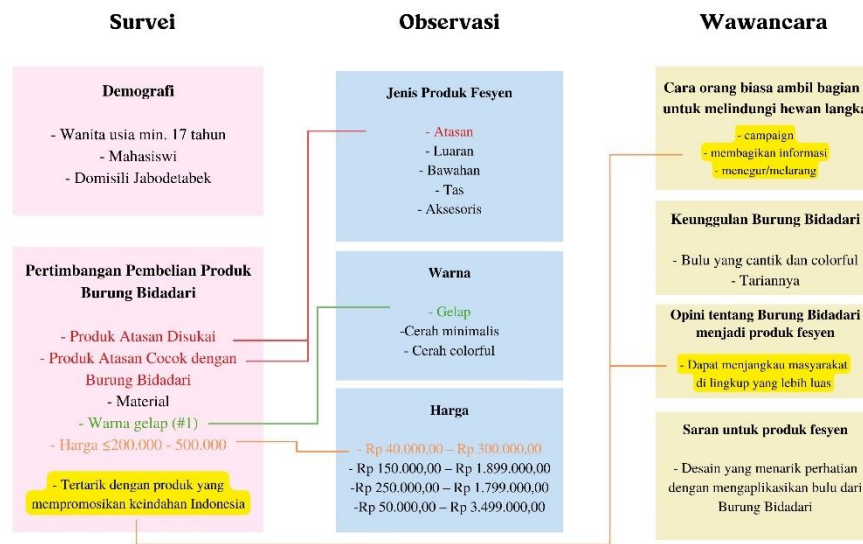 Survei
Demografi
- Wanita usia min. 17 tahun
- Mahasiswi
- Domisili Jabodetabek
Pertimbangan Pembelian Produk
Burung Bidadari
- Produk Atasan Disukai
- Produk Atasan Cocok dengan
Burung Bidadari
- Material
- Warna gelap (#1)
- Harga ≤200.000 - 500.000
- Tertarik dengan produk yang
mempromosikan keindahan Indonesia
Observasi
Jenis Produk Fesyen
- Atasan
- Luaran
- Bawahan
- Tas
- Aksesoris
Warna
- Gelap
-Cerah minimalis
- Cerah colorful
Harga
- Rp 40.000,00 – Rp 300.000,00
- Rp 150.000,00 – Rp 1.899.000,00
-Rp 250.000,00 – Rp 1.799.000,00
- Rp 50.000,00 – Rp 3.499.000,00
Wawancara
Cara orang biasa ambil bagian
untuk melindungi hewan langka
- campaign
- membagikan informasi
- menegur/melarang
Keunggulan Burung Bidadari
- Bulu yang cantik dan colorful
- Tariannya
Opini tentang Burung Bidadari
menjadi produk fesyen
- Dapat menjangkau masyarakat
di lingkup yang lebih luas
Saran untuk produk fesyen
- Desain yang menarik perhatian
dengan mengaplikasikan bulu dari
Burung Bidadari